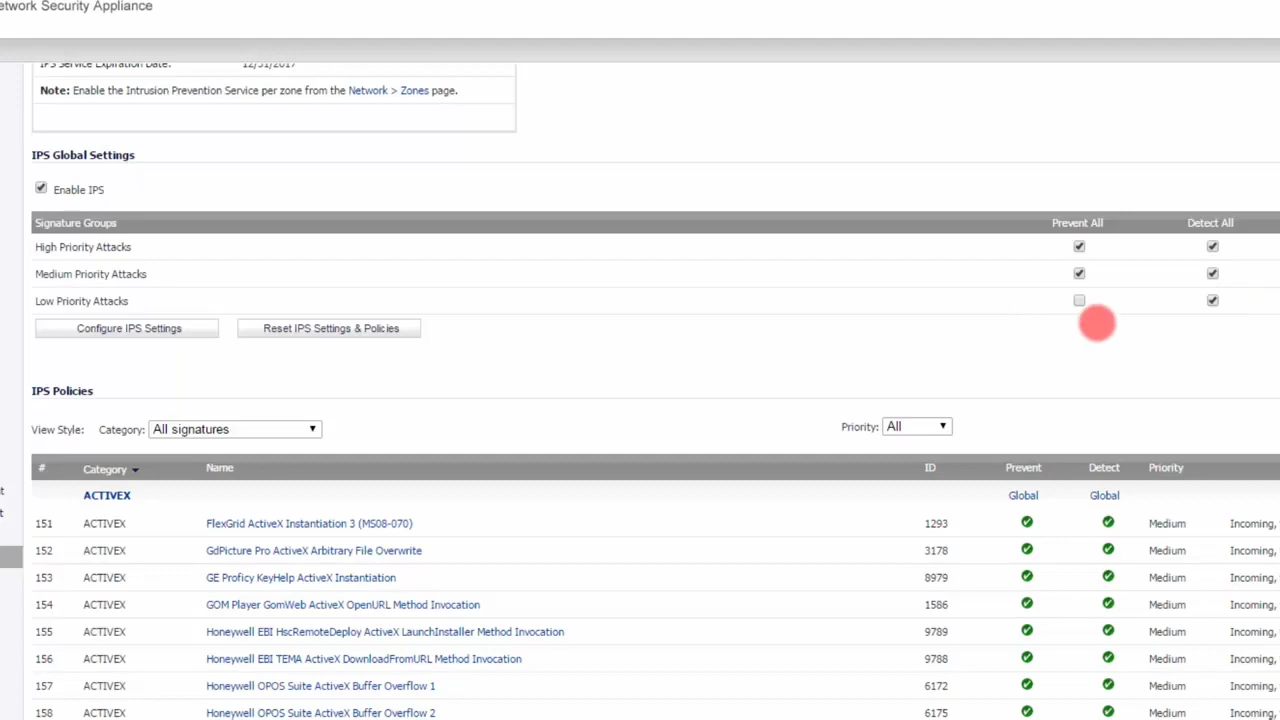 etwork Security Appliance
IPS Service Expiration Date: 12/31/2017
Note: Enable the Intrusion Prevention Service per zone from the Network > Zones page.
IPS Global Settings
Enable IPS
Signature Groups Prevent All Detect All
High Priority Attacks
Medium Priority Attacks
Low Priority Attacks
Configure IPS Settings Reset IPS Settings & Policies
IPS Policies
View Style: Category: All signatures Priority: All
# Category Name ID Prevent Detect Priority
ACTIVEX Global Global
151 ACTIVEX FlexGrid ActiveX Instantiation 3 (MS08-070) 1293 Medium Incoming,
152 ACTIVEX GdPicture Pro ActiveX Arbitrary File Overwrite 3178 Medium Incoming,
153 ACTIVEX GE Proficy KeyHelp ActiveX Instantiation 8979 Medium Incoming,
154 ACTIVEX GOM Player GomWeb ActiveX OpenURL Method Invocation 1586 Medium Incoming,
155 ACTIVEX Honeywell EBI HscRemoteDeploy ActiveX LaunchInstaller Method Invocation 9789 Medium Incoming,
156 ACTIVEX Honeywell EBI TEMA ActiveX DownloadFromURL Method Invocation 9788 Medium Incoming,
157 ACTIVEX Honeywell OPOS Suite ActiveX Buffer Overflow 1 6172 Medium Incoming,
158 ACTIVEX Honeywell OPOS Suite ActiveX Buffer Overflow 2 6175 Medium Incoming,